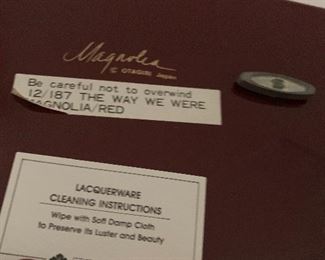 Magnolia
© OTAGIRI Japan
Be careful not to overwind
12/187 THE WAY WE WERE
MAGNOLIA/RED
LACQUERWARE
CLEANING INSTRUCTIONS
Wipe with Soft Damp Cloth
to Preserve its Luster and Beauty